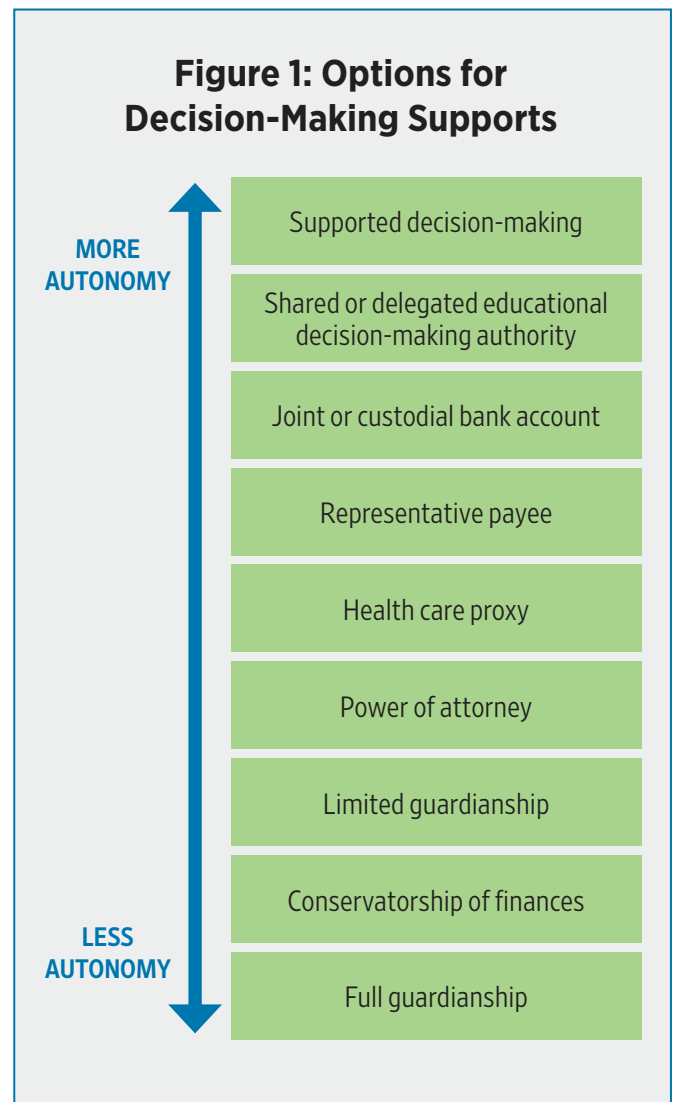 Figure 1: Options for
Decision-Making Supports
MORE
AUTONOMY
Supported decision-making
Shared or delegated educational
decision-making authority
Joint or custodial bank account
Representative payee
Health care proxy
Power of attorney
Limited guardianship
Conservatorship of finances
LESS
AUTONOMY
Full guardianship